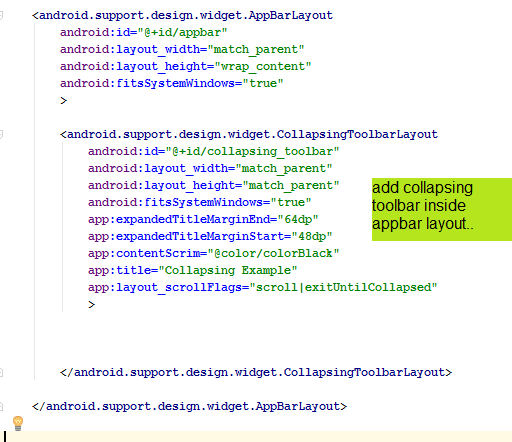 <android.support.design.widget.AppBarLayout
android:id="@+id/appbar"
android:layout_width="match_parent"
android:layout_height="wrap_content"
android:fitsSystemWindows="true"
>
<android.support.design.widget.CollapsingToolbarLayout
android:id="@+id/collapsing_toolbar"
android:layout_width="match_parent"
android:layout_height="match_parent"
android:fitsSystemWindows="true"
app:expandedTitleMarginEnd="64dp"
app:expandedTitleMarginStart="48dp"
app:contentScrim="@color/colorBlack"
app:title="Collapsing Example"
app:layout_scrollFlags="scroll|exitUntilCollapsed"
>
add collapsing
toolbar inside
appbar layout..
</android.support.design.widget.CollapsingToolbarLayout>
</android.support.design.widget.AppBarLayout>